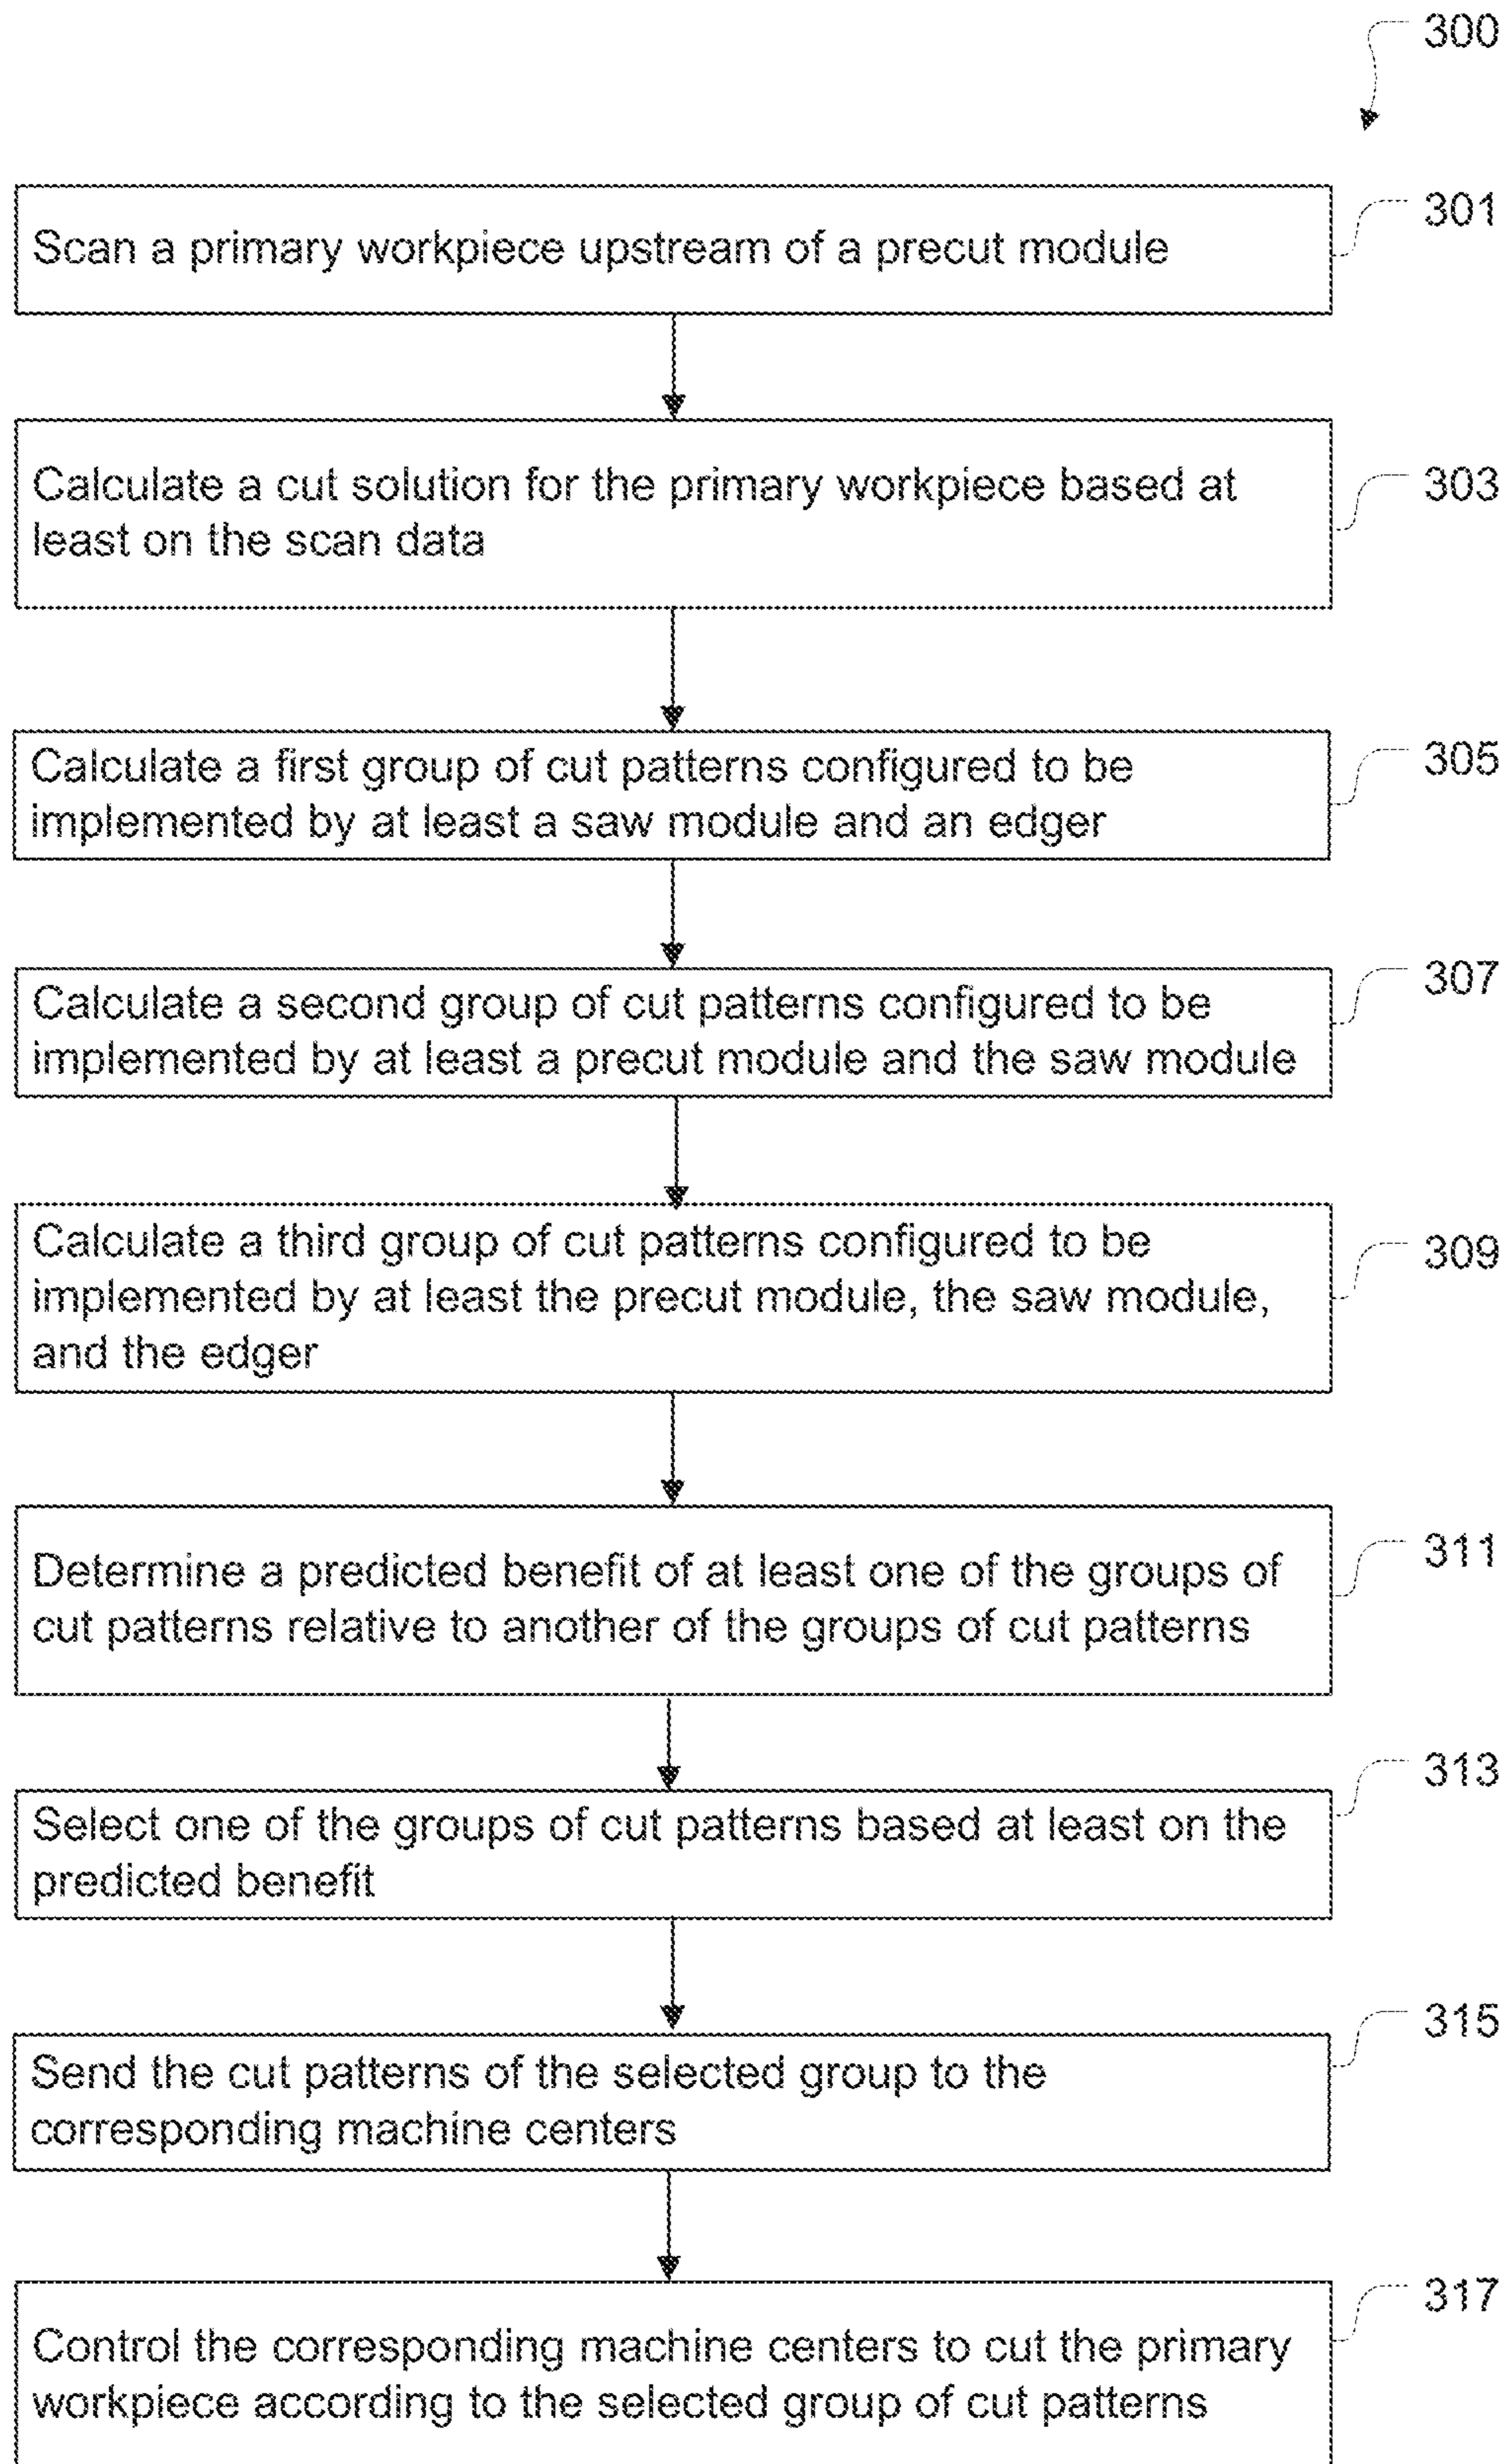 300
301
Scan a primary workpiece upstream of a precut module
303
Calculate a cut solution for the primary workpiece based at
least on the scan data
305
Calculate a first group of cut patterns configured to be
implemented by at least a saw module and an edger
307
Calculate a second group of cut patterns configured to be
implemented by at least a precut module and the saw module
309
Calculate a third group of cut patterns configured to be
implemented by at least the precut module, the saw module,
and the edger
311
Determine a predicted benefit of at least one of the groups of
cut patterns relative to another of the groups of cut patterns
313
Select one of the groups of cut patterns based at least on the
predicted benefit
315
Send the cut patterns of the selected group to the
corresponding machine centers
317
Control the corresponding machine centers to cut the primary
workpiece according to the selected group of cut patterns